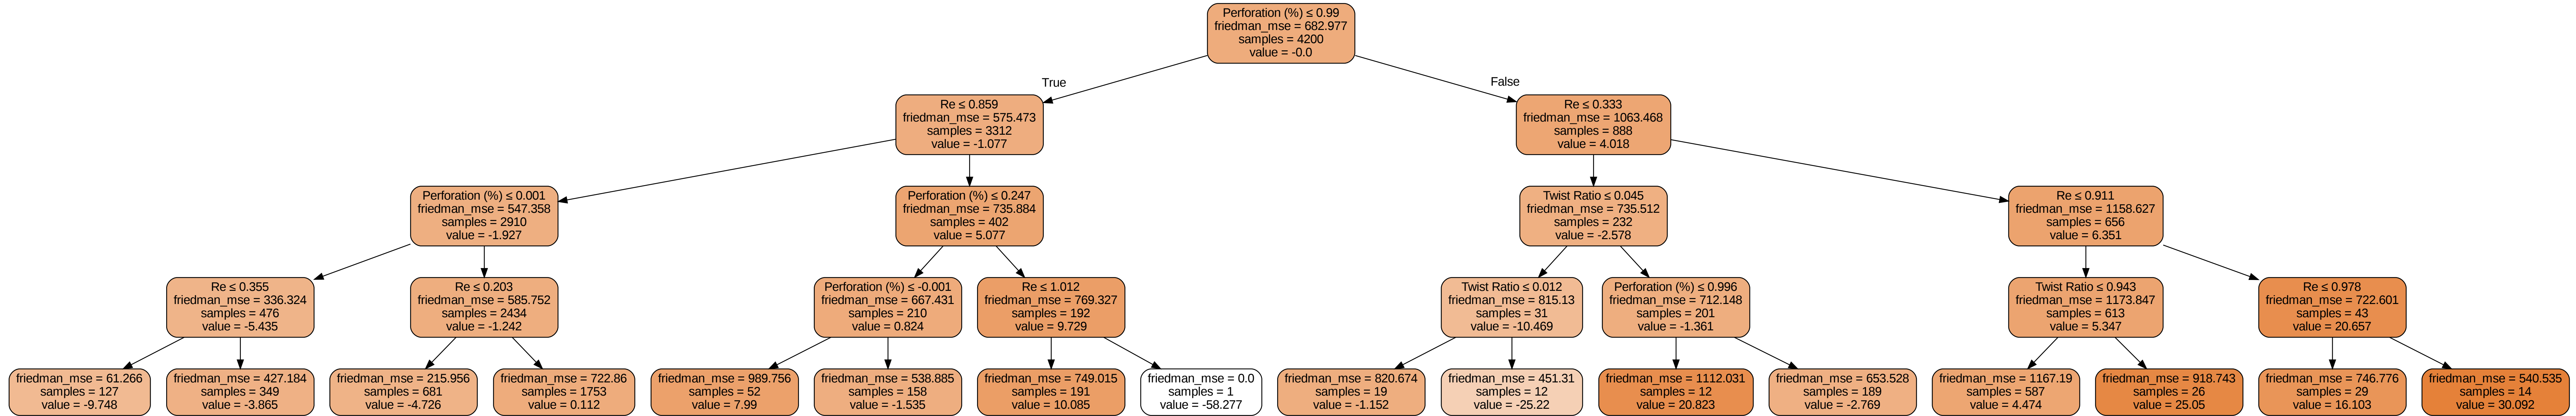 Perforation (%) ≤ 0.99
friedman_mse = 682.977
samples = 4200
value = -0.0
True
False
Re ≤ 0.859
friedman_mse = 575.473
samples = 3312
value = -1.077
Re ≤ 0.333
friedman_mse = 1063.468
samples = 888
value = 4.018
Perforation (%) ≤ 0.001
friedman_mse = 547.358
samples = 2910
value = -1.927
Perforation (%) ≤ 0.247
friedman_mse = 735.884
samples = 402
value = 5.077
Twist Ratio ≤ 0.045
friedman_mse = 735.512
samples = 232
value = -2.578
Re ≤ 0.911
friedman_mse = 1158.627
samples = 656
value = 6.351
Re ≤ 0.355
friedman_mse = 336.324
samples = 476
value = -5.435
Re ≤ 0.203
friedman_mse = 585.752
samples = 2434
value = -1.242
Perforation (%) ≤ -0.001
friedman_mse = 667.431
samples = 210
value = 0.824
Re ≤ 1.012
friedman_mse = 769.327
samples = 192
value = 9.729
Twist Ratio ≤ 0.012
friedman_mse = 815.13
samples = 31
value = -10.469
Perforation (%) ≤ 0.996
friedman_mse = 712.148
samples = 201
value = -1.361
Twist Ratio ≤ 0.943
friedman_mse = 1173.847
samples = 613
value = 5.347
Re ≤ 0.978
friedman_mse = 722.601
samples = 43
value = 20.657
friedman_mse = 61.266
samples = 127
value = -9.748
friedman_mse = 427.184
samples = 349
value = -3.865
friedman_mse = 215.956
samples = 681
value = -4.726
friedman_mse = 722.86
samples = 1753
value = 0.112
friedman_mse = 989.756
samples = 52
value = 7.99
friedman_mse = 538.885
samples = 158
value = -1.535
friedman_mse = 749.015
samples = 191
value = 10.085
friedman_mse = 0.0
samples = 1
value = -58.277
friedman_mse = 820.674
samples = 19
value = -1.152
friedman_mse = 451.31
samples = 12
value = -25.22
friedman_mse = 1112.031
samples = 12
value = 20.823
friedman_mse = 653.528
samples = 189
value = -2.769
friedman_mse = 1167.19
samples = 587
value = 4.474
friedman_mse = 918.743
samples = 26
value = 25.05
friedman_mse = 746.776
samples = 29
value = 16.103
friedman_mse = 540.535
samples = 14
value = 30.092